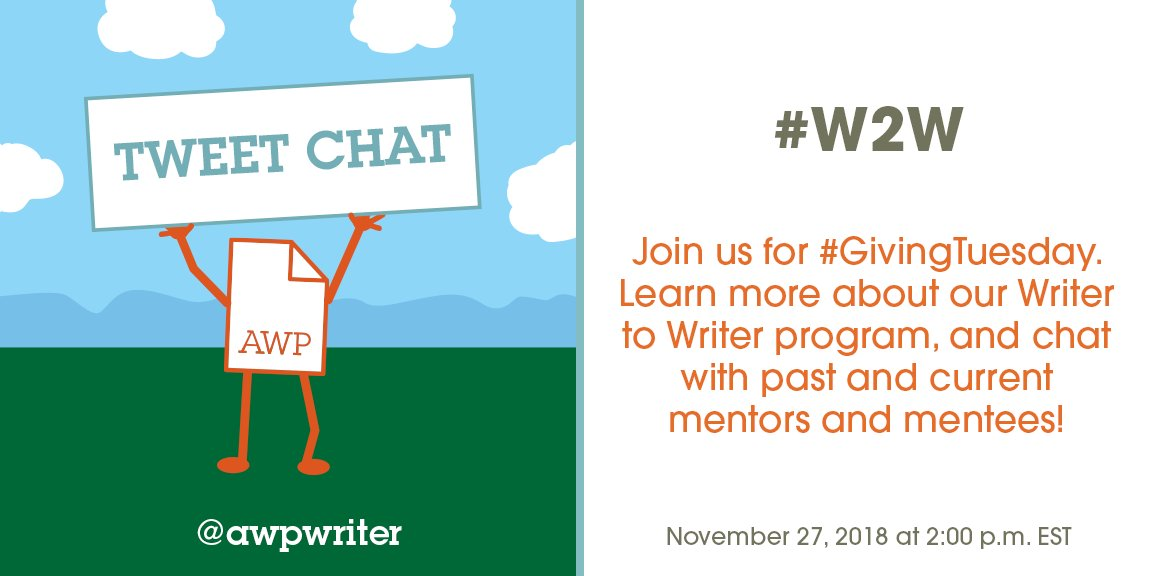 TWEET CHAT
AWP
@awpwriter
#W2W
Join us for #GivingTuesday.
Learn more about our Writer
to Writer program, and chat
with past and current
mentors and mentees!
November 27, 2018 at 2:00 p.m. EST